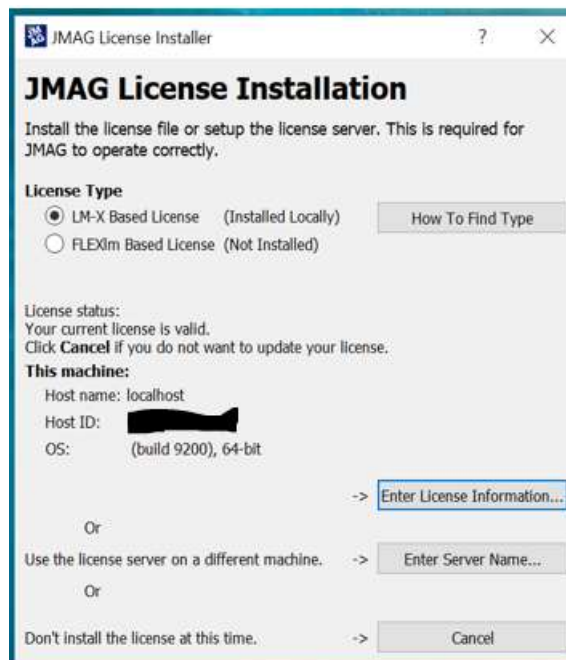 JMAG License Installer ? ×
JMAG License Installation
Install the license file or setup the license server. This is required for
JMAG to operate correctly.
License Type
LM-X Based License (Installed Locally) How To Find Type
FLEXlm Based License (Not Installed)
License status:
Your current license is valid.
Click Cancel if you do not want to update your license.
This machine:
Host name: localhost
Host ID:
OS: (build 9200), 64-bit
-> Enter License Information...
Or
Use the license server on a different machine. -> Enter Server Name...
Or
Don't install the license at this time. -> Cancel